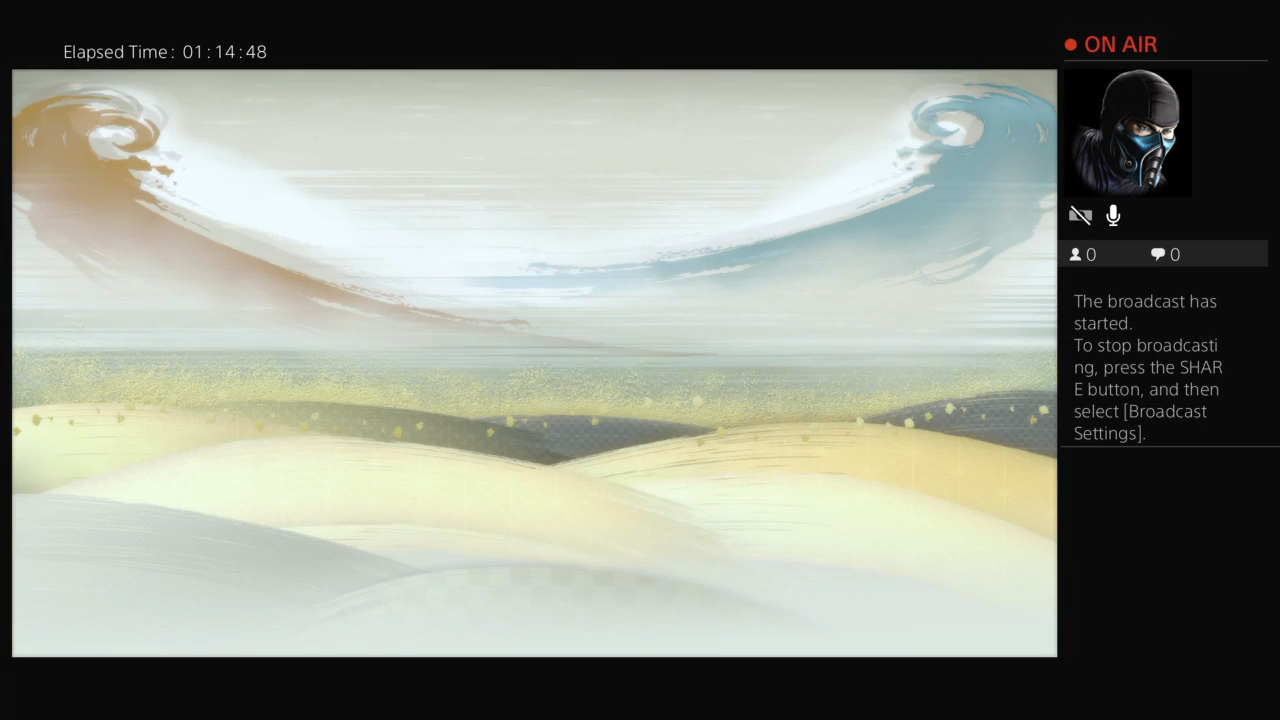 Elapsed Time: 01:14:48
ON AIR
0 0
The broadcast has
started.
To stop broadcasti
ng, press the SHAR
E button, and then
select [Broadcast
Settings].